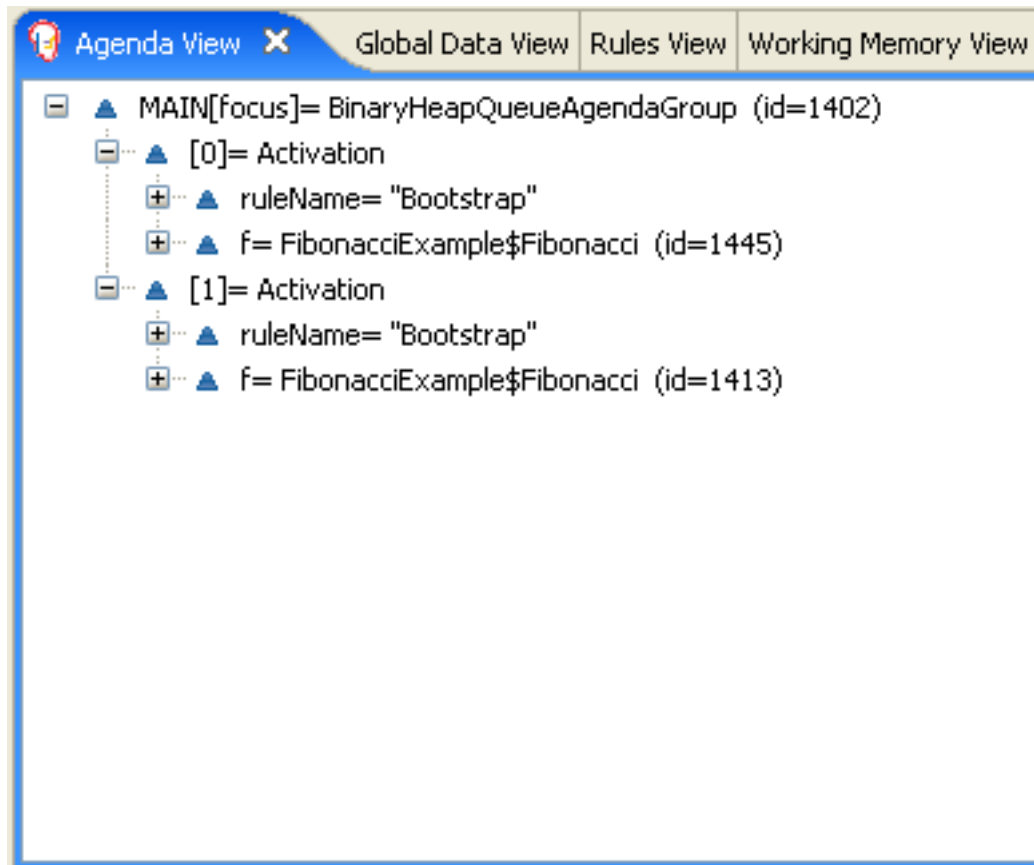 Agenda View Global Data View Rules View Working Memory View
MAIN[focus]= BinaryHeapQueueAgendaGroup (id=1402)
[0]= Activation
ruleName= "Bootstrap"
f= FibonacciExample$Fibonacci (id=1445)
[1]= Activation
ruleName= "Bootstrap"
f= FibonacciExample$Fibonacci (id=1413)